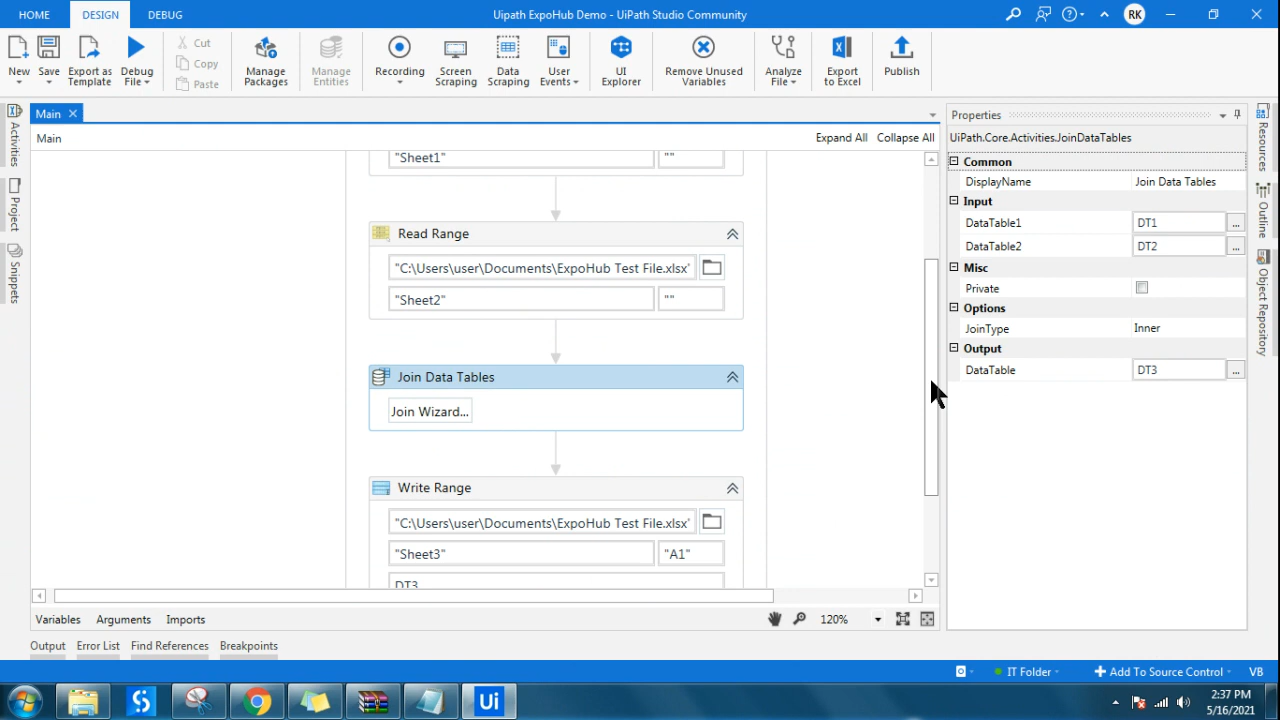 HOME DESIGN DEBUG Uipath ExpoHub Demo - UiPath Studio Community RK
New Save Export as Template Debug File Cut Copy Paste Manage Packages Manage Entities Recording Screen Scraping Data Scraping User Events UI Explorer Remove Unused Variables Analyze File Export to Excel Publish
Activities
Project
Snippets
Main
Main Expand All Collapse All
"Sheet1" ""
Read Range
"C:\Users\user\Documents\ExpoHub Test File.xlsx'
"Sheet2" ""
Join Data Tables
Join Wizard...
Write Range
"C:\Users\user\Documents\ExpoHub Test File.xlsx'
"Sheet3" "A1"
DT3
Properties
UiPath.Core.Activities.JoinDataTables
Common
DisplayName Join Data Tables
Input
DataTable1 DT1 ...
DataTable2 DT2 ...
Misc
Private
Options
JoinType Inner
Output
DataTable DT3 ...
Resources
Outline
Object Repository
Variables Arguments Imports 120%
Output Error List Find References Breakpoints
IT Folder Add To Source Control VB
Ui 2:37 PM
5/16/2021